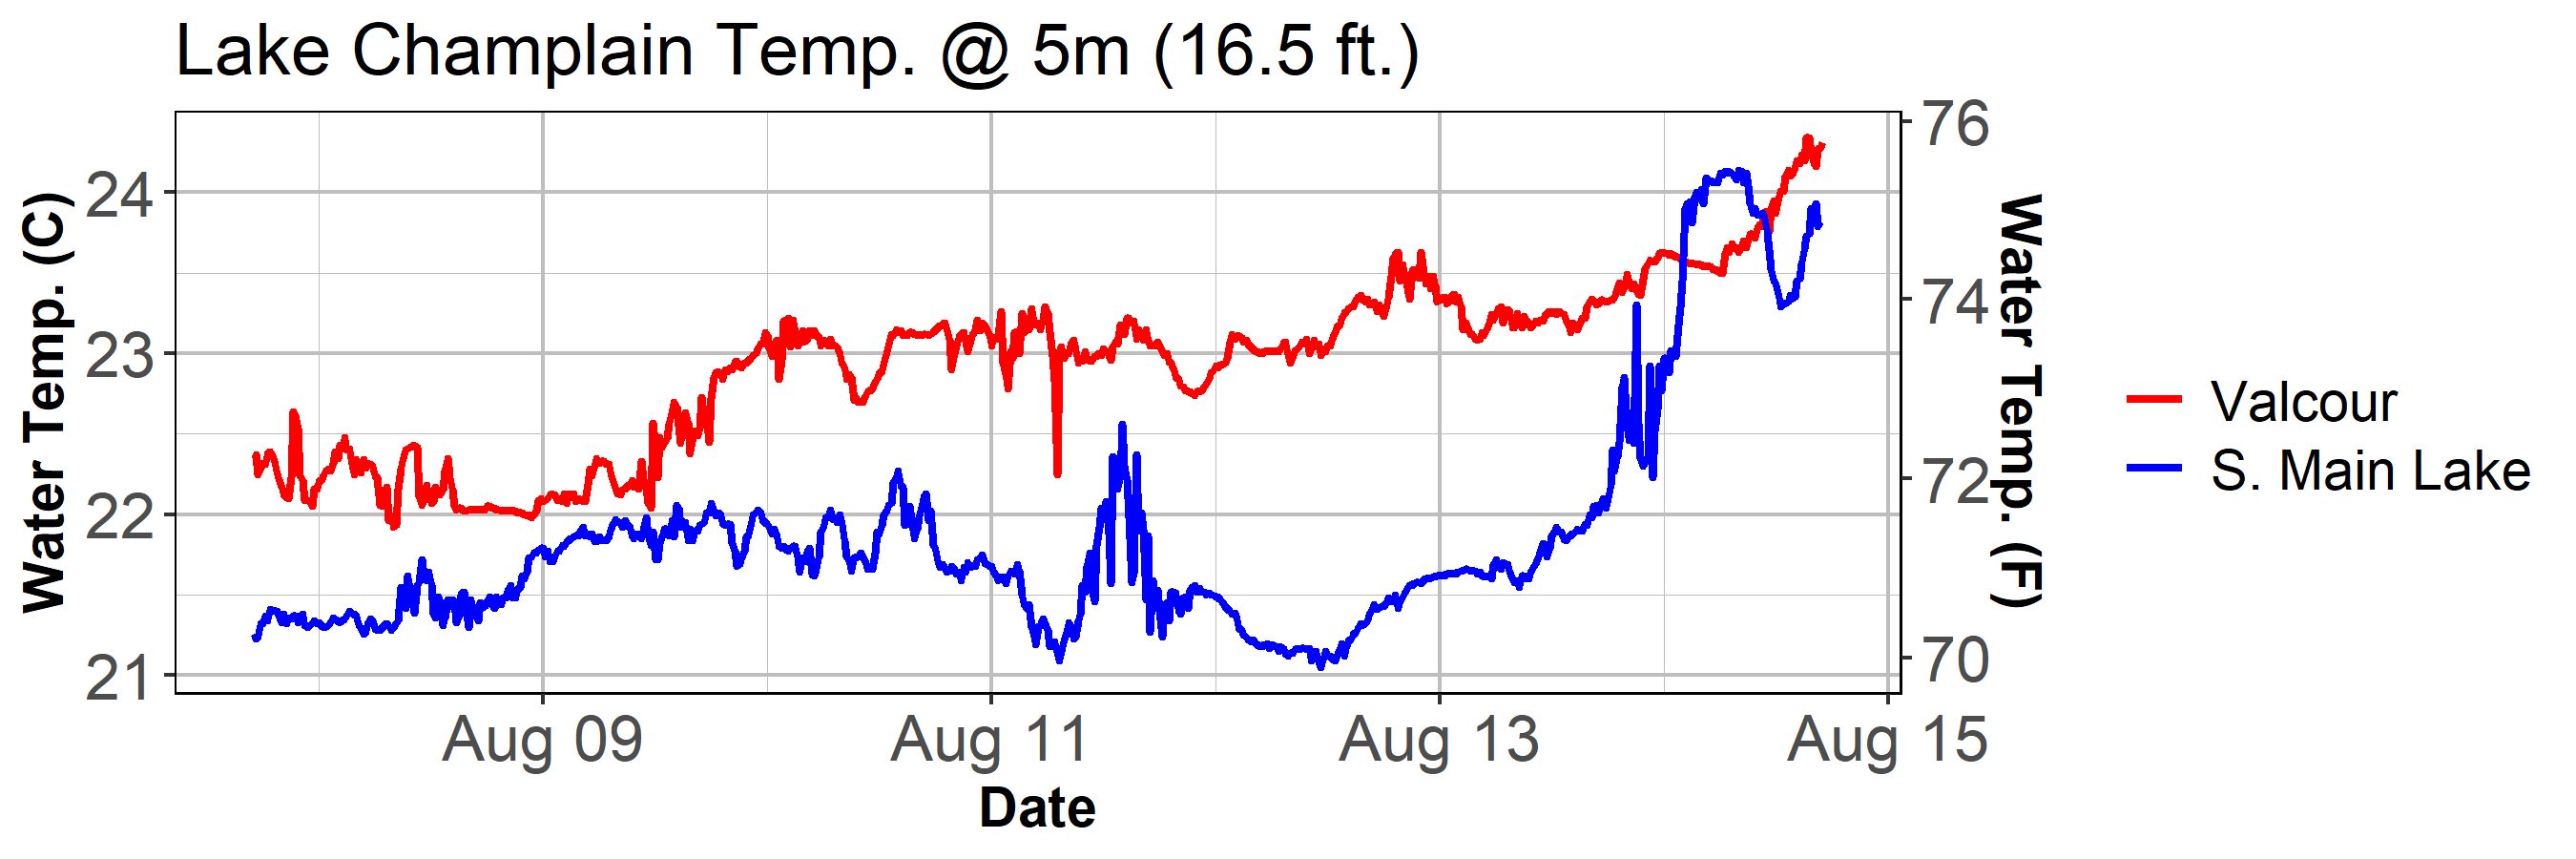 Lake Champlain Temp. @ 5m (16.5 ft.)
Water Temp. (C)
24
23
22
21
76
74
72
70
Water Temp. (F)
Aug 09
Aug 11
Aug 13
Aug 15
Date
Valcour
S. Main Lake